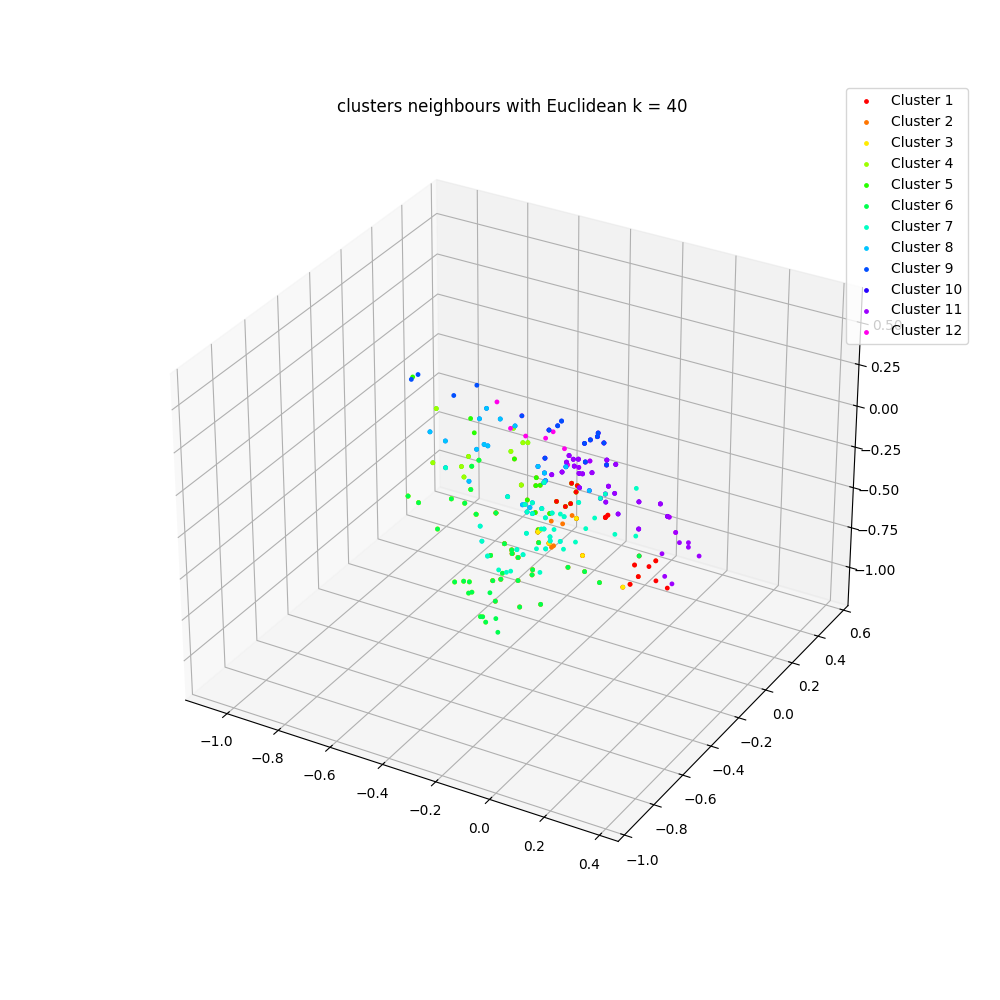 clusters neighbours with Euclidean k = 40
Cluster 1
Cluster 2
Cluster 3
Cluster 4
Cluster 5
Cluster 6
Cluster 7
Cluster 8
Cluster 9
Cluster 10
Cluster 11
Cluster 12
0.50
0.25
0.00
−0.25
−0.50
−0.75
−1.00
0.6
0.4
0.2
0.0
−0.2
−0.4
−0.6
−0.8
−1.0
−1.0
−0.8
−0.6
−0.4
−0.2
0.0
0.2
0.4